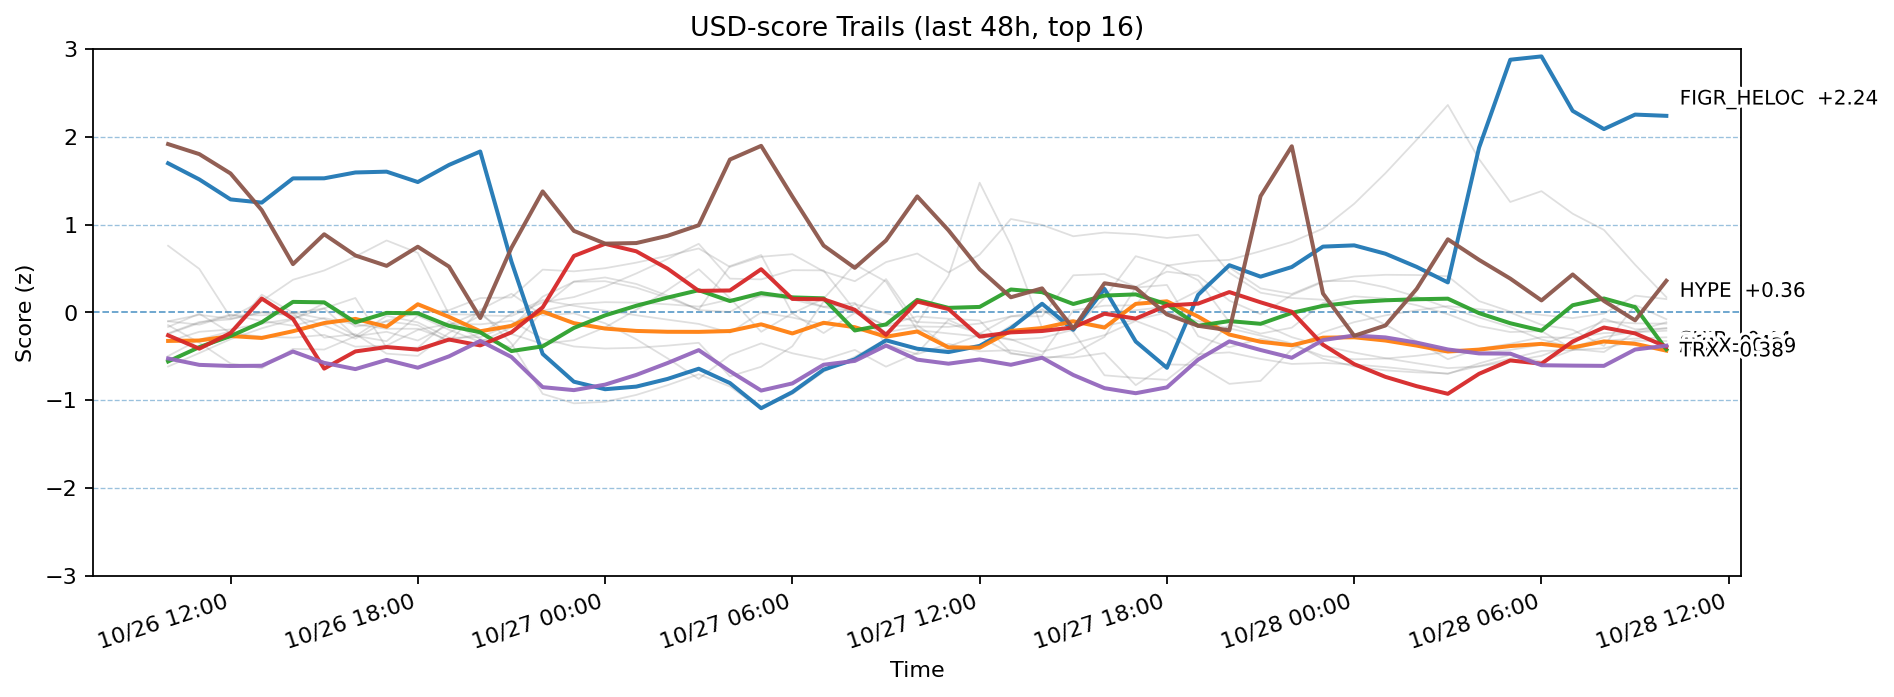 USD-score Trails (last 48h, top 16)
3
2
1
0
−1
−2
−3
Score (z)
FIGR_HELOC +2.24
HYPE +0.36
TRX -0.38
10/26 12:00
10/26 18:00
10/27 00:00
10/27 06:00
10/27 12:00
10/27 18:00
10/28 00:00
10/28 06:00
10/28 12:00
Time